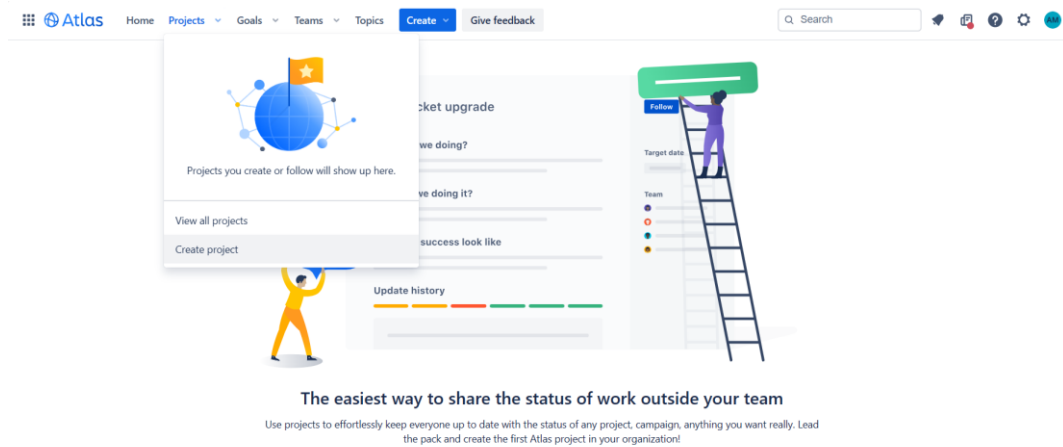 Atlas Home Projects Goals Teams Topics Create Give feedback Search AM
Projects you create or follow will show up here.
View all projects
Create project
cket upgrade
we doing?
we doing it?
success look like
Update history
Follow
Target date
Team
The easiest way to share the status of work outside your team
Use projects to effortlessly keep everyone up to date with the status of any project, campaign, anything you want really. Lead
the pack and create the first Atlas project in your organization!